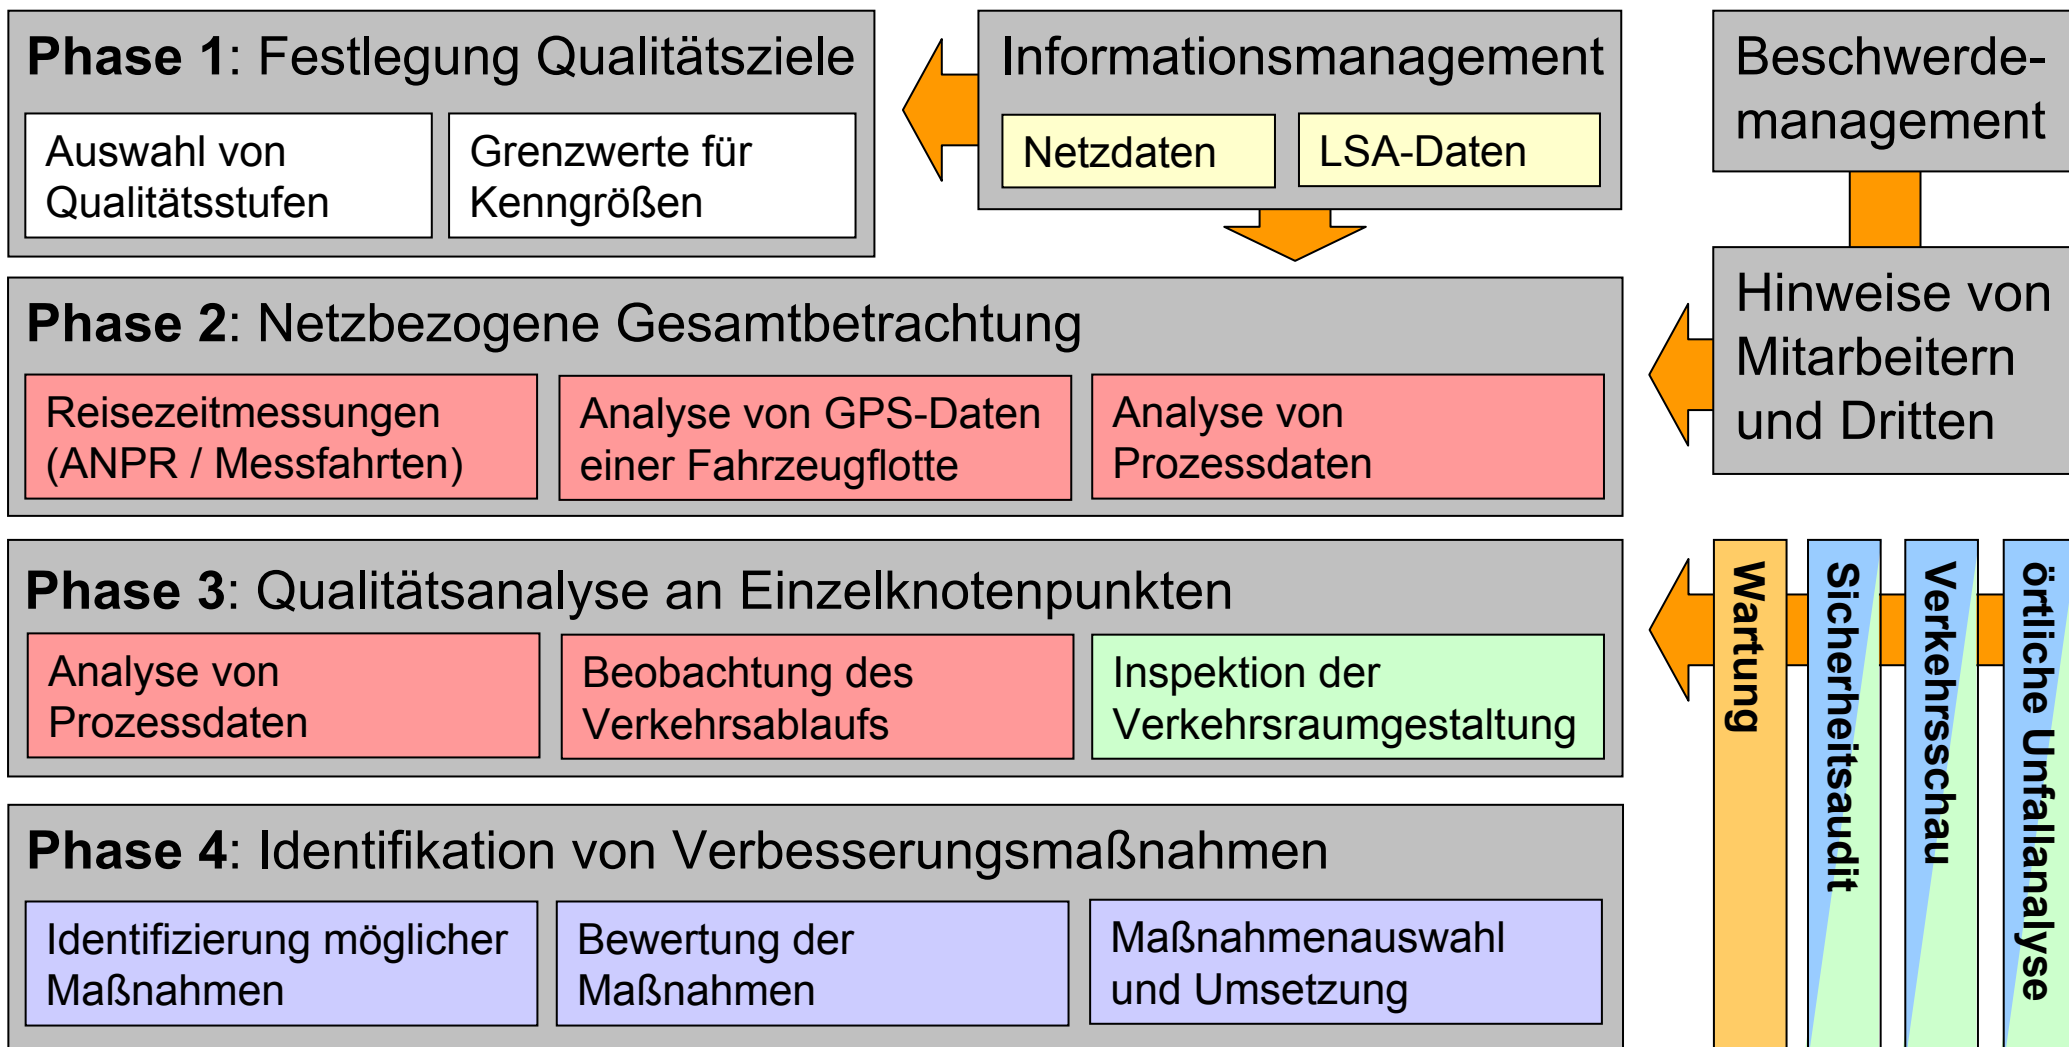 Phase 1: Festlegung Qualitätsziele
Auswahl von
Qualitätsstufen
Grenzwerte für
Kenngrößen
Informationsmanagement
Netzdaten
LSA-Daten
Beschwerde-
management
Phase 2: Netzbezogene Gesamtbetrachtung
Reisezeitmessungen
(ANPR / Messfahrten)
Analyse von GPS-Daten
einer Fahrzeugflotte
Analyse von
Prozessdaten
Hinweise von
Mitarbeitern
und Dritten
Phase 3: Qualitätsanalyse an Einzelknotenpunkten
Analyse von
Prozessdaten
Beobachtung des
Verkehrsablaufs
Inspektion der
Verkehrsraumgestaltung
Wartung
Sicherheitsaudit
Verkehrsschau
örtliche Unfallanalyse
Phase 4: Identifikation von Verbesserungsmaßnahmen
Identifizierung möglicher
Maßnahmen
Bewertung der
Maßnahmen
Maßnahmenauswahl
und Umsetzung